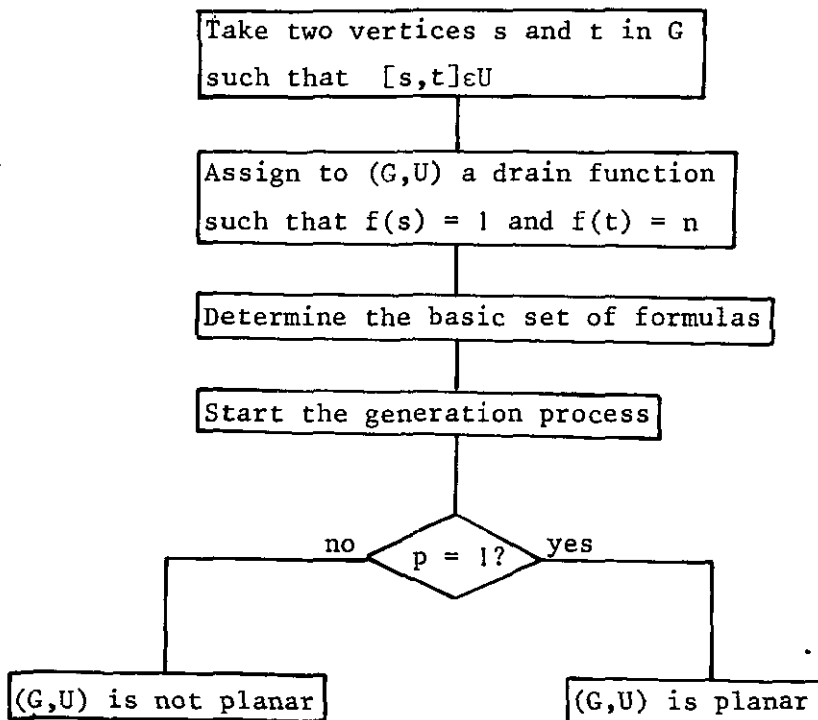 Take two vertices s and t in G
such that [s,t]εU
Assign to (G,U) a drain function
such that f(s) = 1 and f(t) = n
Determine the basic set of formulas
Start the generation process
no
p = 1?
yes
(G,U) is not planar
(G,U) is planar